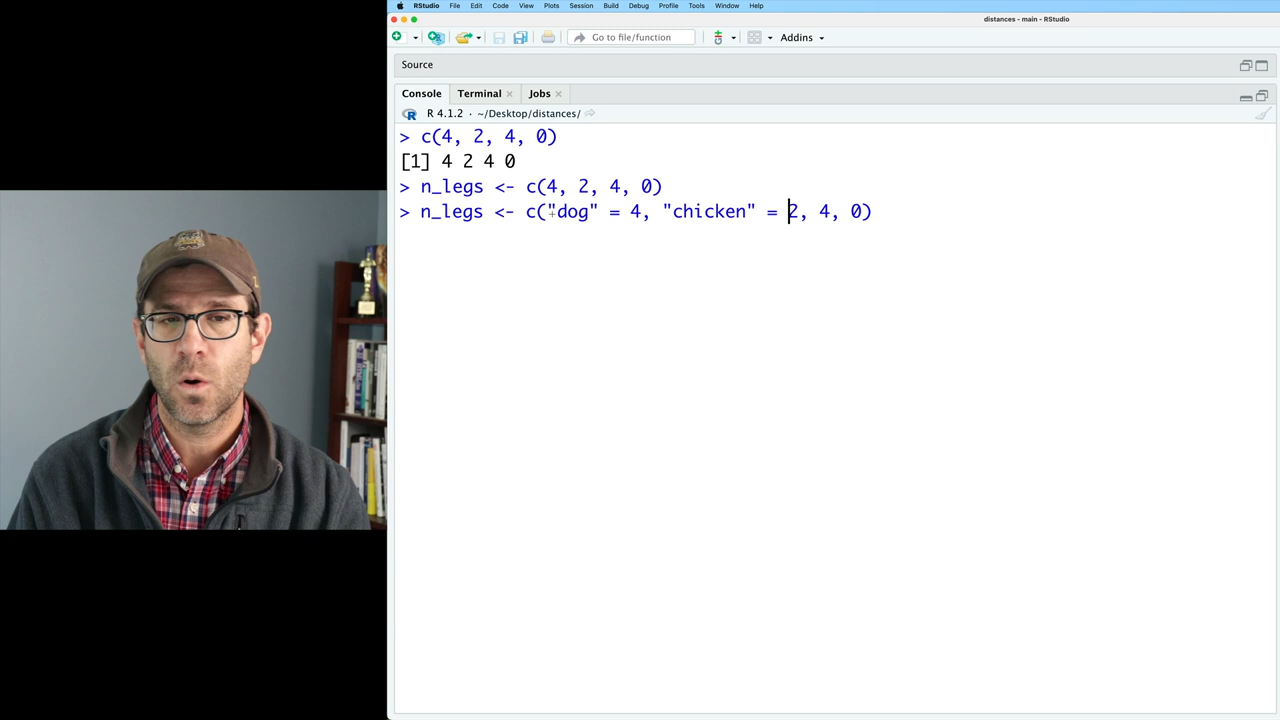 RStudio File Edit Code View Plots Session Build Debug Profile Tools Window Help
distances - main - RStudio
Go to file/function Addins
Source
Console Terminal Jobs
R 4.1.2 · ~/Desktop/distances/
> c(4, 2, 4, 0)
[1] 4 2 4 0
> n_legs <- c(4, 2, 4, 0)
> n_legs <- c("dog" = 4, "chicken" = 2, 4, 0)